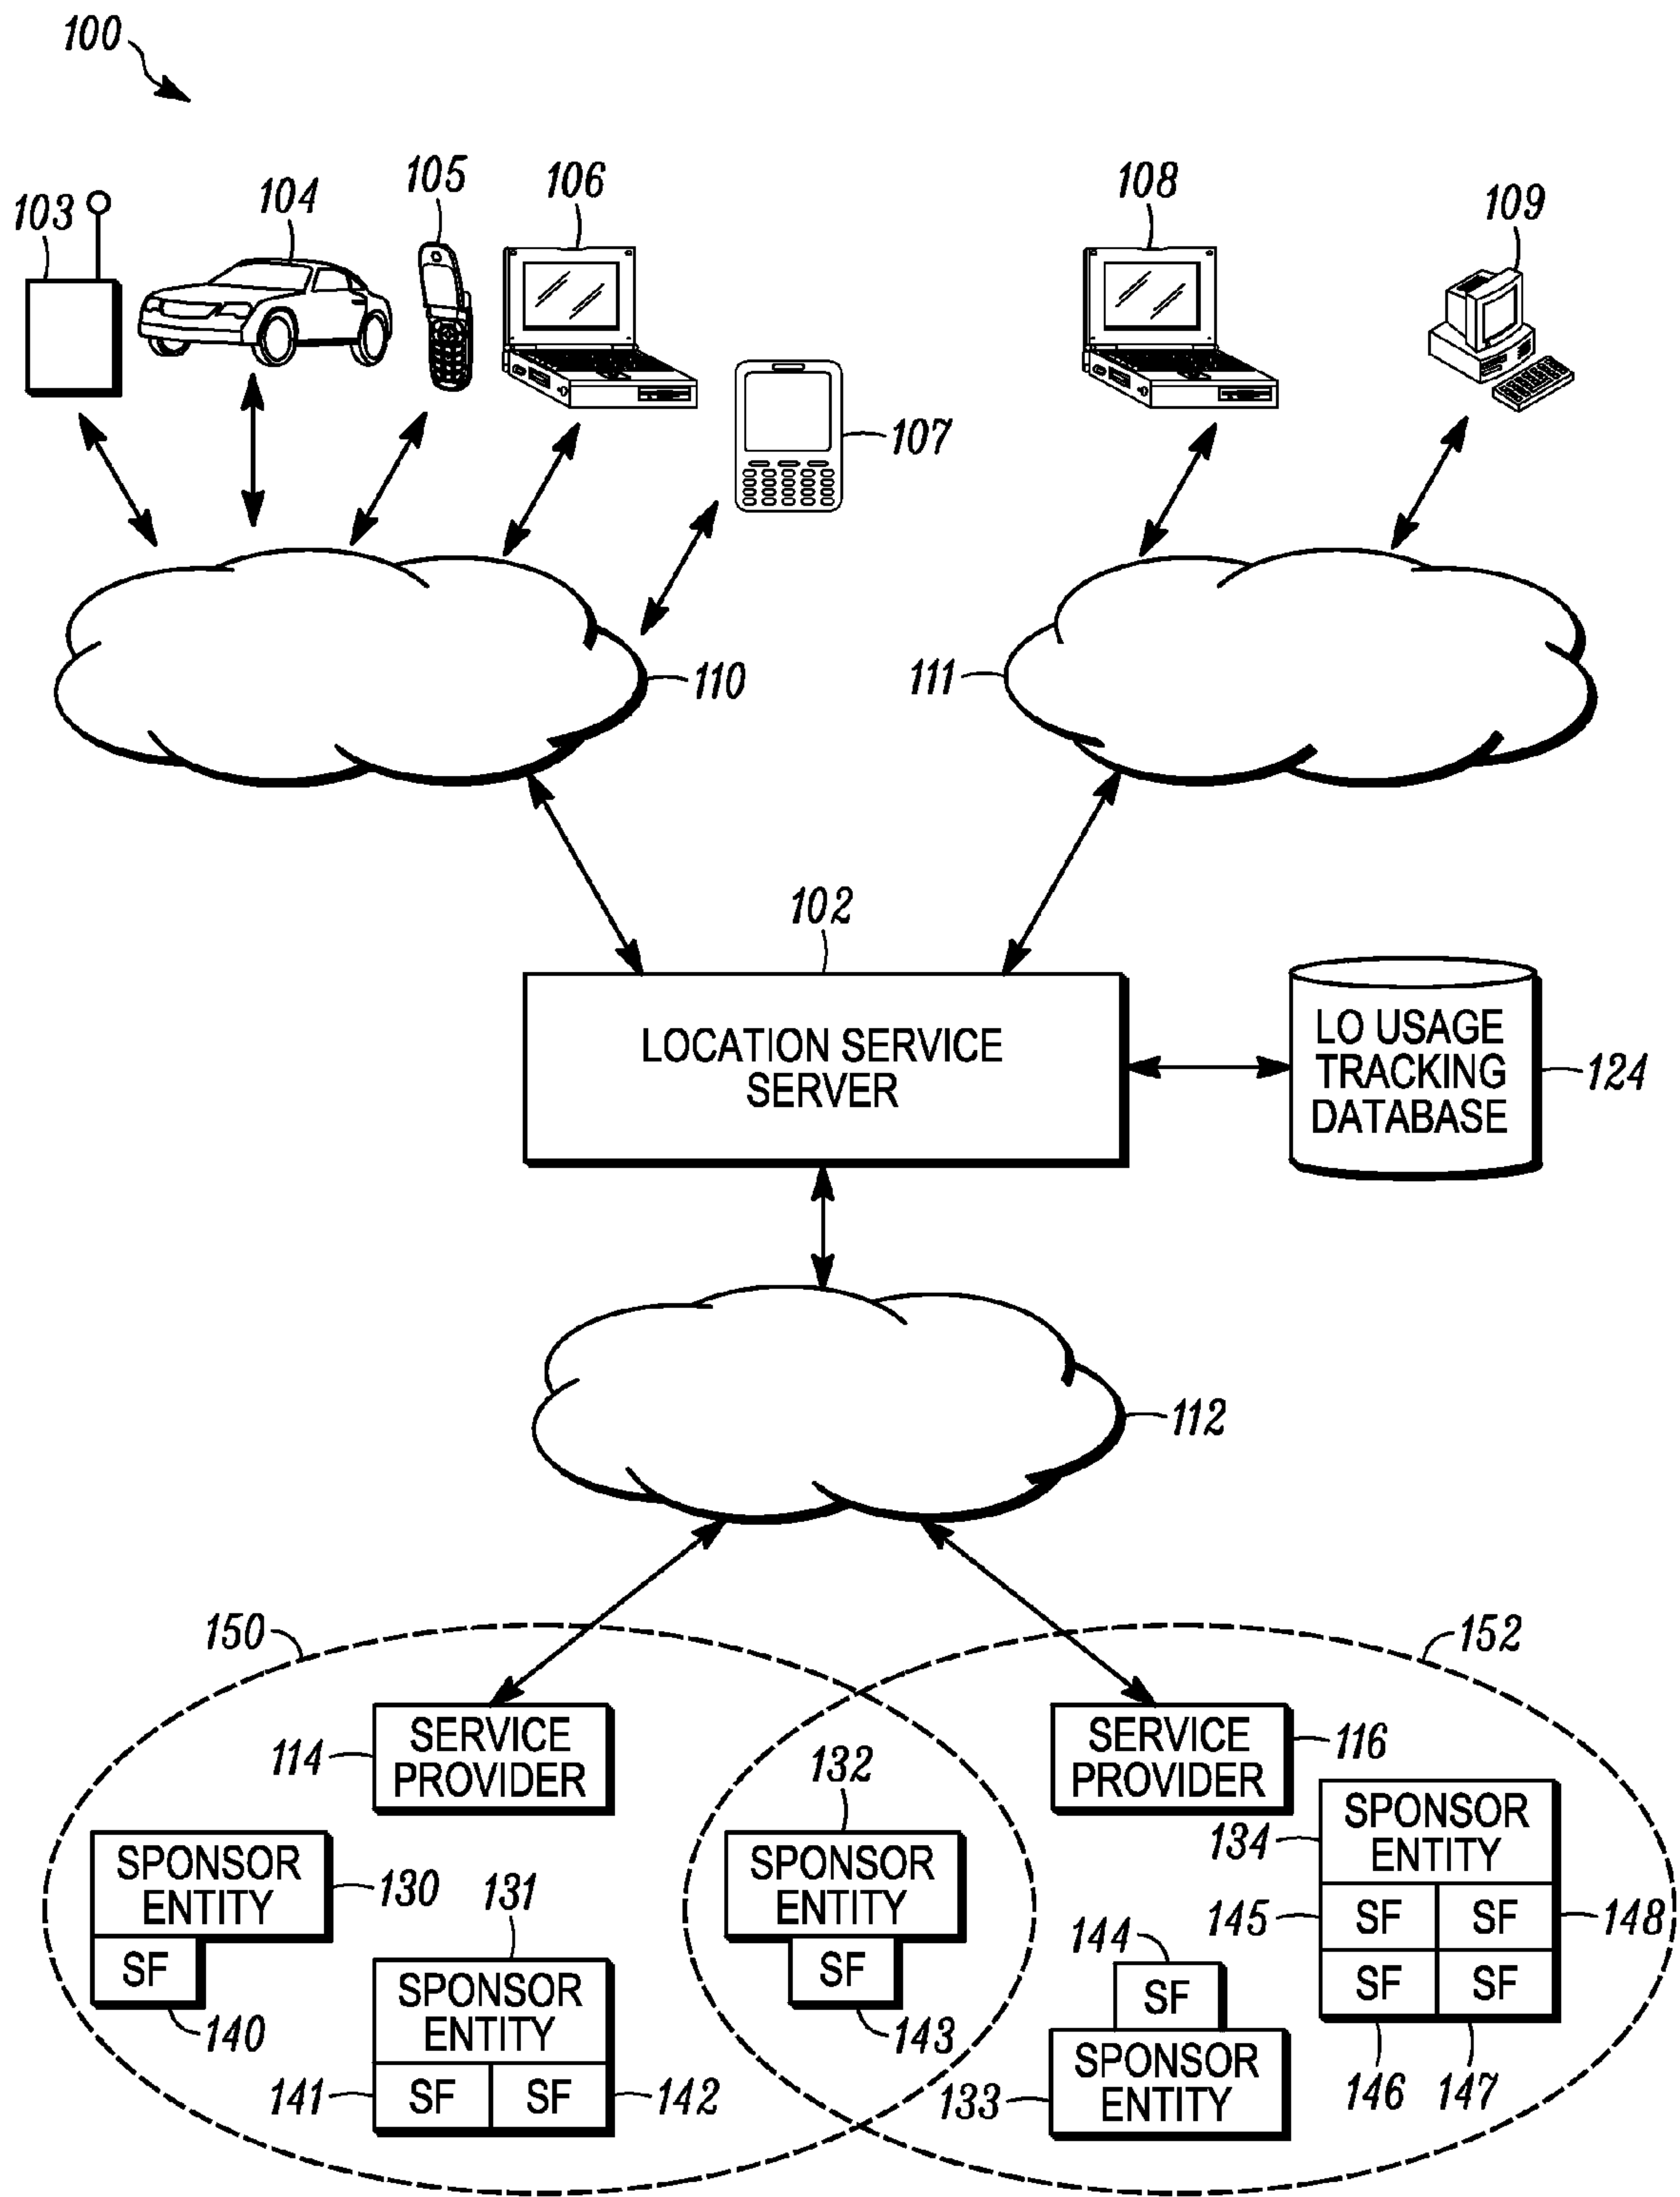 100
103
104
105
106
107
108
109
110
111
102
LOCATION SERVICE
SERVER
LO USAGE
TRACKING
DATABASE
124
112
150
152
114
SERVICE
PROVIDER
SERVICE
PROVIDER
116
132
SPONSOR
ENTITY
130
SF
140
131
SPONSOR
ENTITY
141
SF
SF
142
SPONSOR
ENTITY
SF
143
144
SF
SPONSOR
ENTITY
133
134
SPONSOR
ENTITY
145
SF
SF
148
SF
SF
146
147